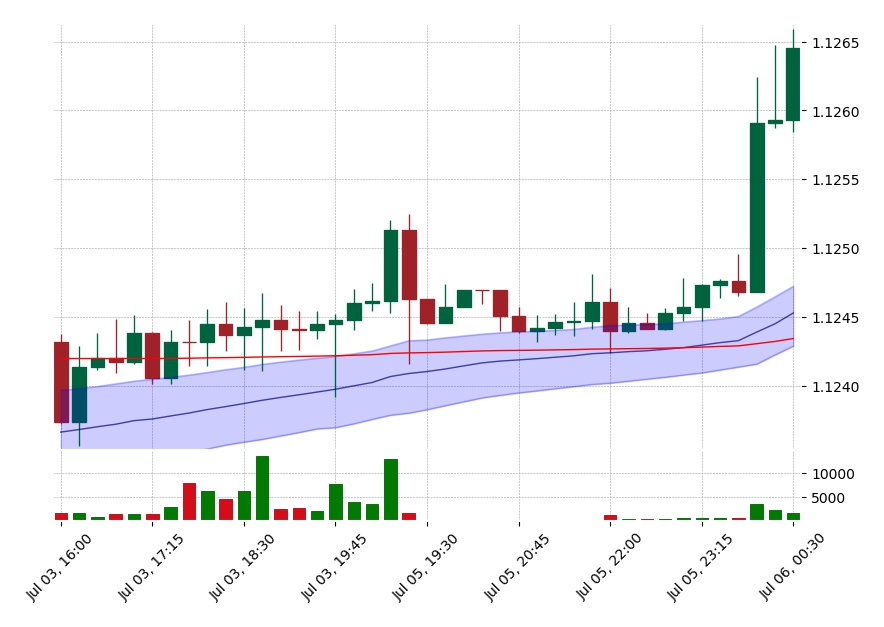 1.1265
1.1260
1.1255
1.1250
1.1245
1.1240
10000
5000
Jul 03, 16:00
Jul 03, 17:15
Jul 03, 18:30
Jul 03, 19:45
Jul 05, 19:30
Jul 05, 20:45
Jul 05, 22:00
Jul 05, 23:15
Jul 06, 00:30